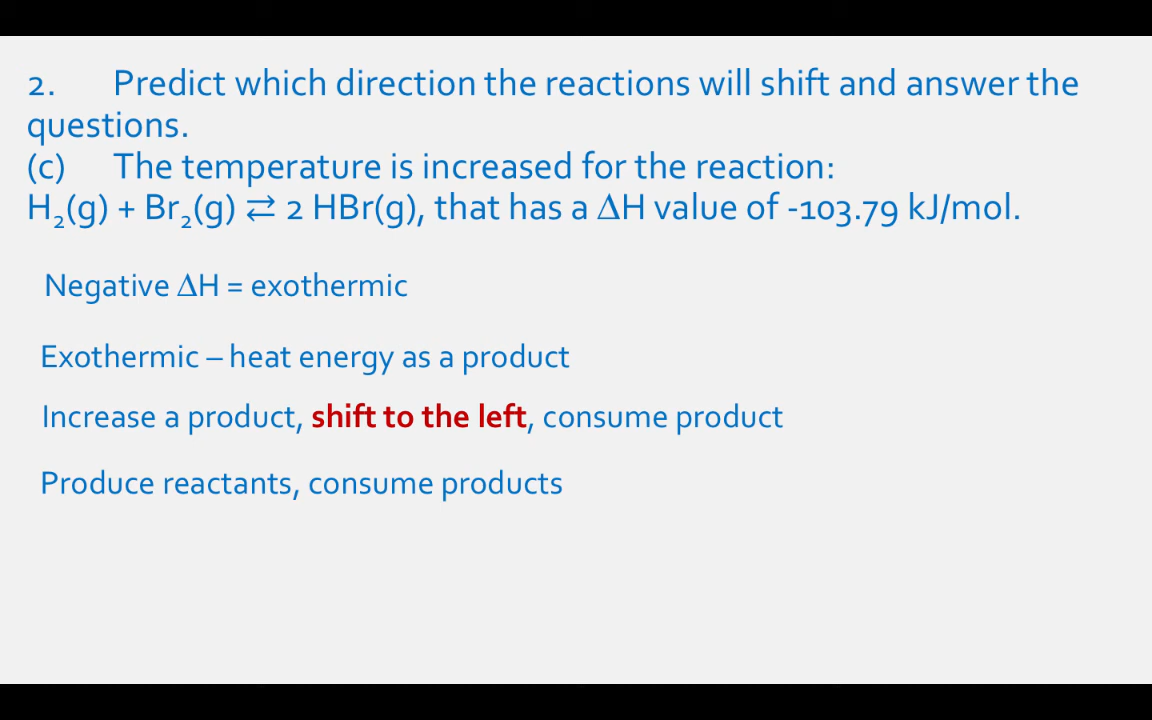 2. Predict which direction the reactions will shift and answer the
questions.
(c) The temperature is increased for the reaction:
H₂(g) + Br₂(g) ⇄ 2 HBr(g), that has a ΔH value of -103.79 kJ/mol.
Negative ΔH = exothermic
Exothermic – heat energy as a product
Increase a product, shift to the left, consume product
Produce reactants, consume products